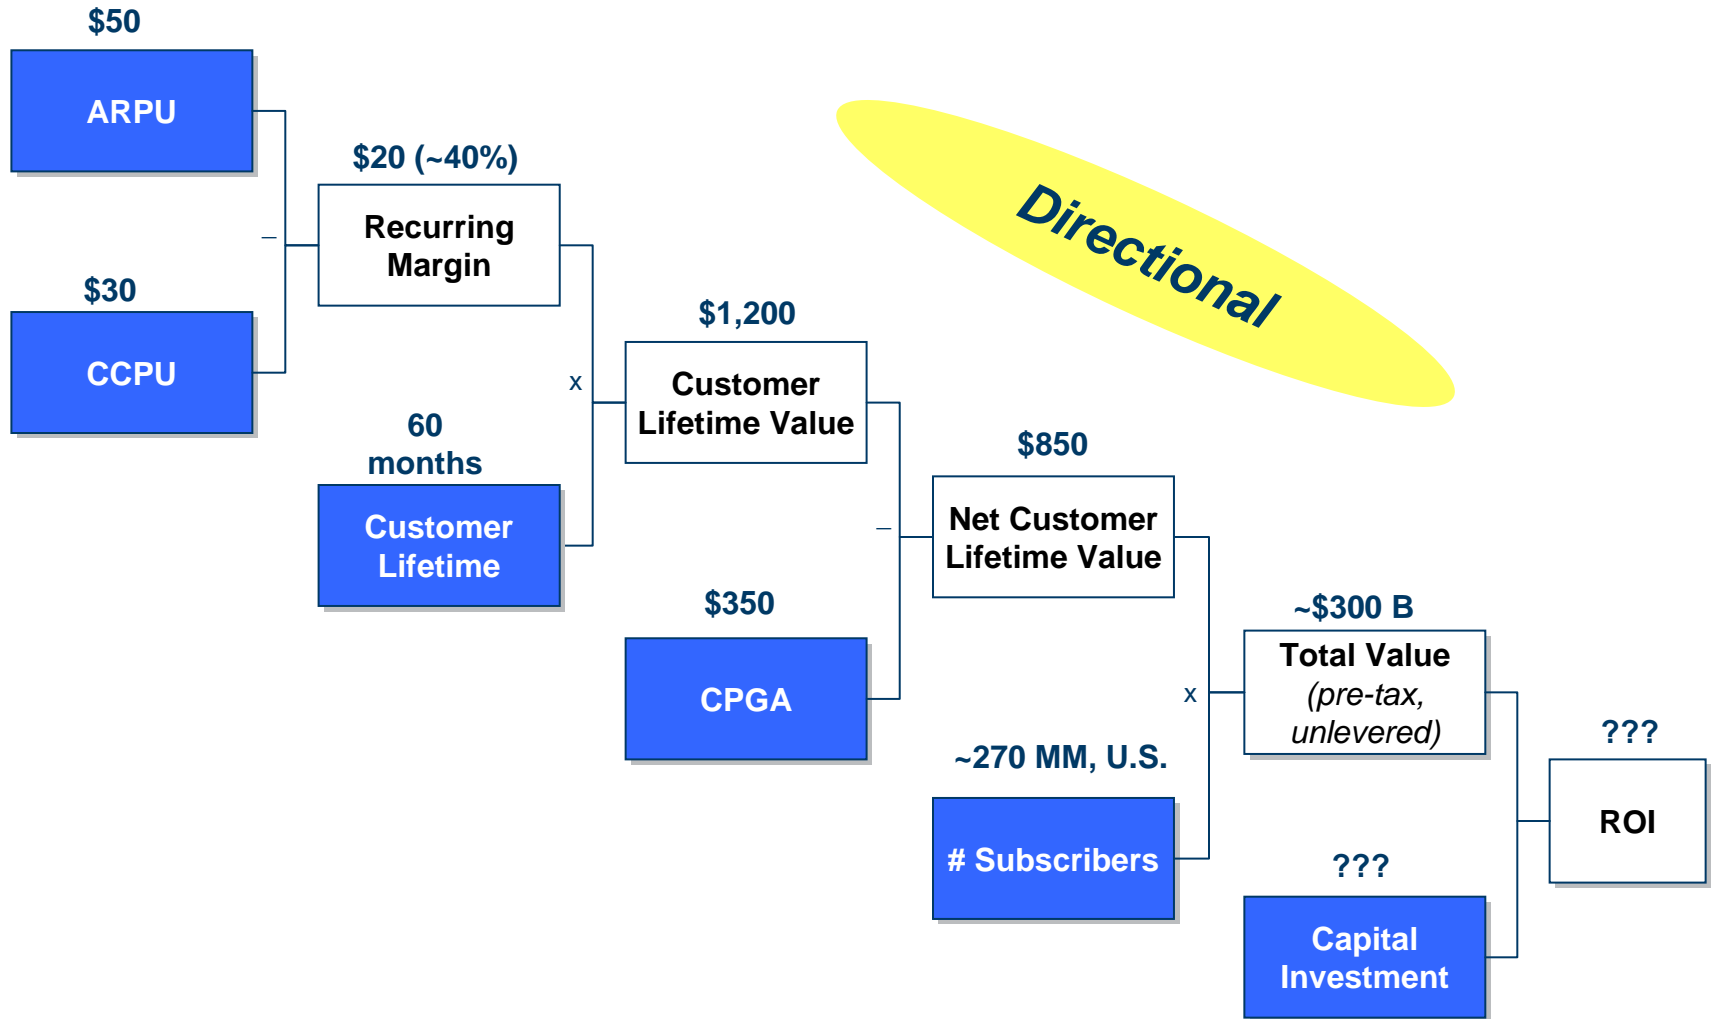 $50
ARPU
$20 (~40%)
Recurring
Margin
–
$30
CCPU
Directional
$1,200
Customer
Lifetime Value
x
60
months
Customer
Lifetime
$850
Net Customer
Lifetime Value
–
$350
CPGA
~$300 B
Total Value
(pre-tax,
unlevered)
x
~270 MM, U.S.
# Subscribers
???
ROI
???
Capital
Investment